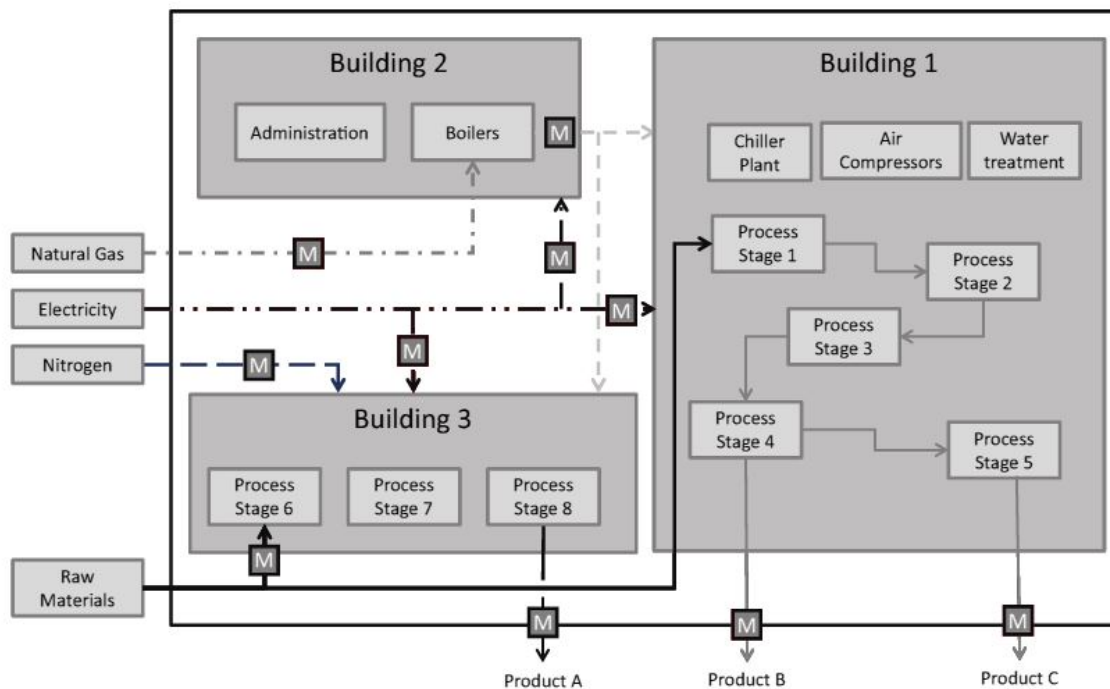 Building 2
Building 1
Administration
Boilers
M
Chiller
Plant
Air
Compressors
Water
treatment
Natural Gas
M
M
Process
Stage 1
Process
Stage 2
Electricity
M
Process
Stage 3
Nitrogen
M
M
Building 3
Process
Stage 4
Process
Stage 5
Process
Stage 6
Process
Stage 7
Process
Stage 8
M
Raw
Materials
M
M
M
Product A
Product B
Product C